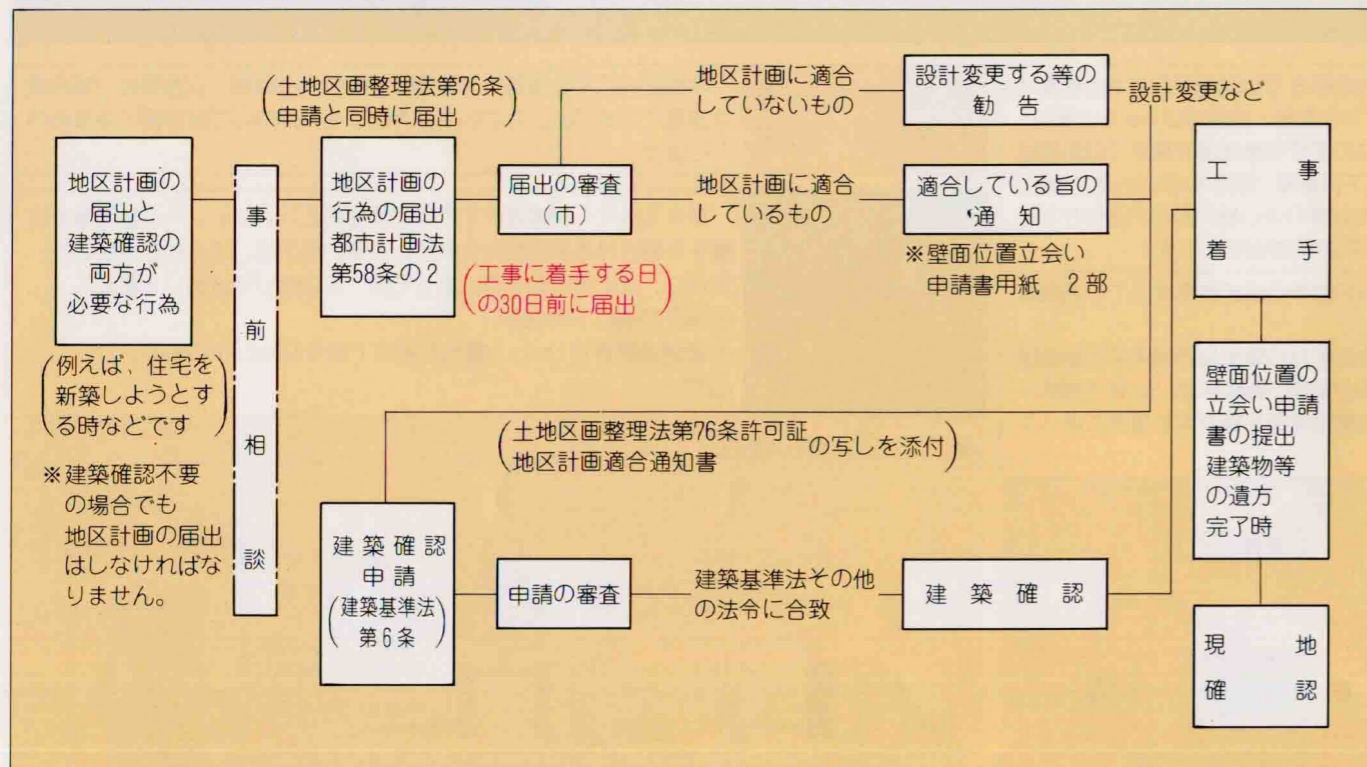 地区計画の
届出と
建築確認の
両方が
必要な行為
(例えば、住宅を
新築しようとす
る時などです)
※建築確認不要
の場合でも
地区計画の届出
はしなければな
りません。
事前相談
(土地区画整理法第76条
申請と同時に届出)
地区計画の
行為の届出
都市計画法
第58条の2
届出の審査
(市)
(工事に着手する日
の30日前に届出)
地区計画に適合
していないもの
設計変更する等の
勧告
設計変更など
地区計画に適合
しているもの
適合している旨の
通知
※壁面位置立会い
申請書用紙 2部
(土地区画整理法第76条許可証
地区計画適合通知書
の写しを添付)
建築確認
申請
(建築基準法
第6条)
申請の審査
建築基準法その他
の法令に合致
建築確認
工事
着手
壁面位置の
立会い申請
書の提出
建築物等
の遣方
完了時
現地
確認